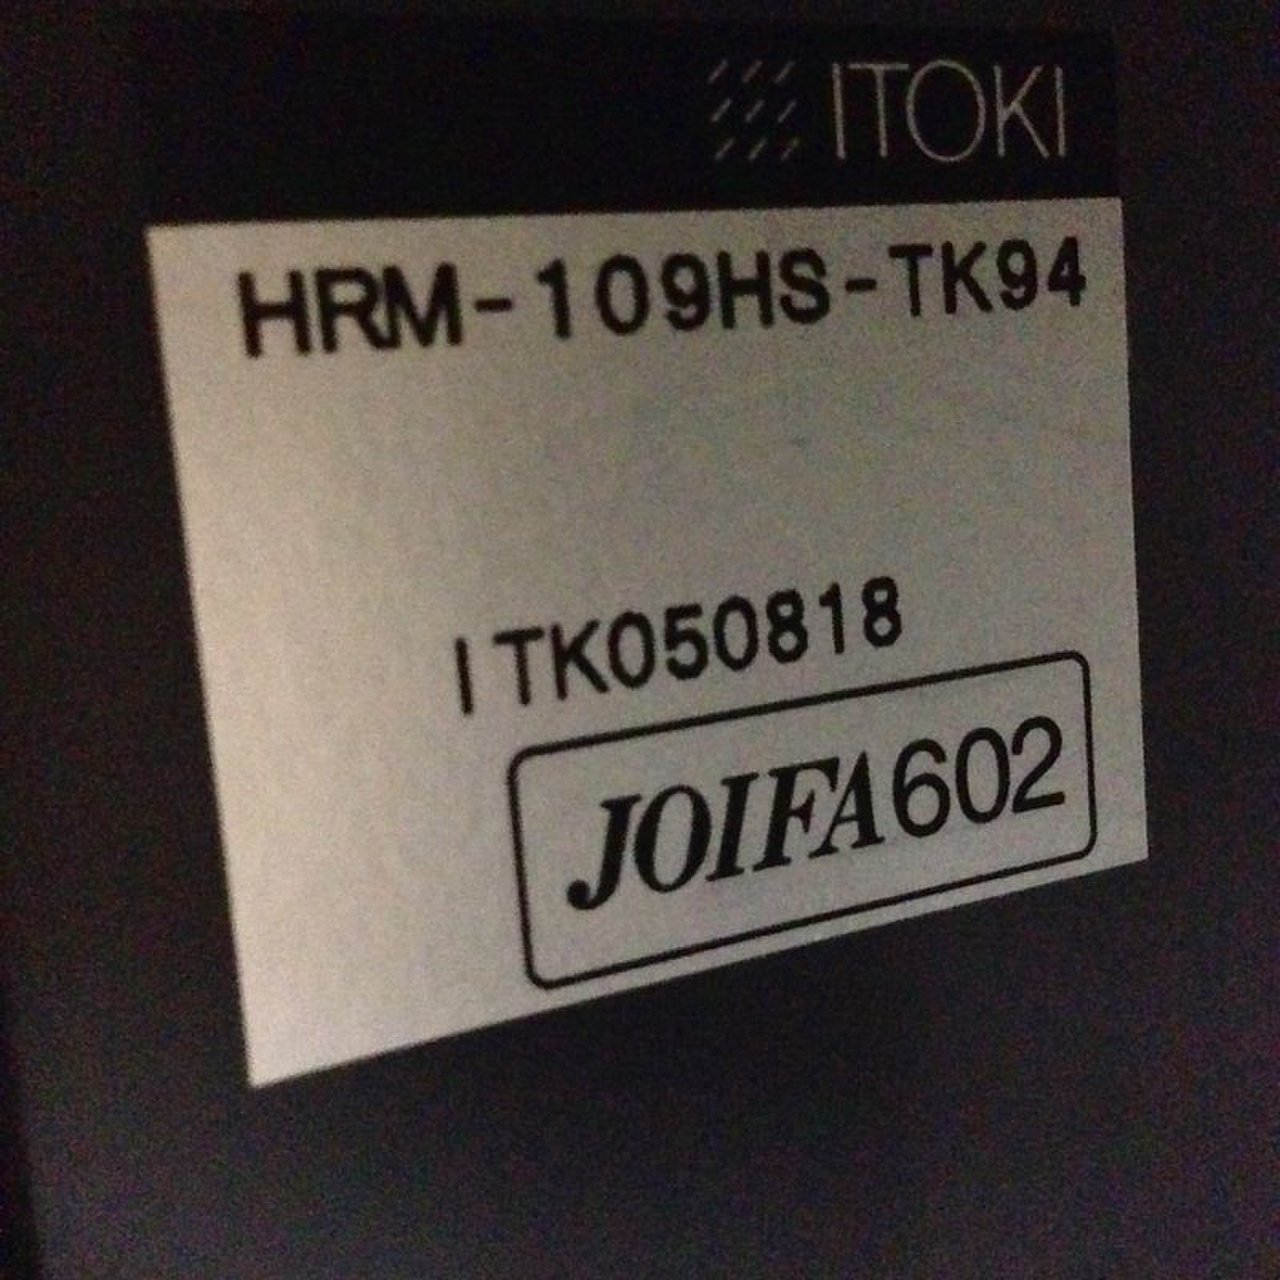 ITOKI
HRM-109HS-TK94
ITK050818
JOIFA602